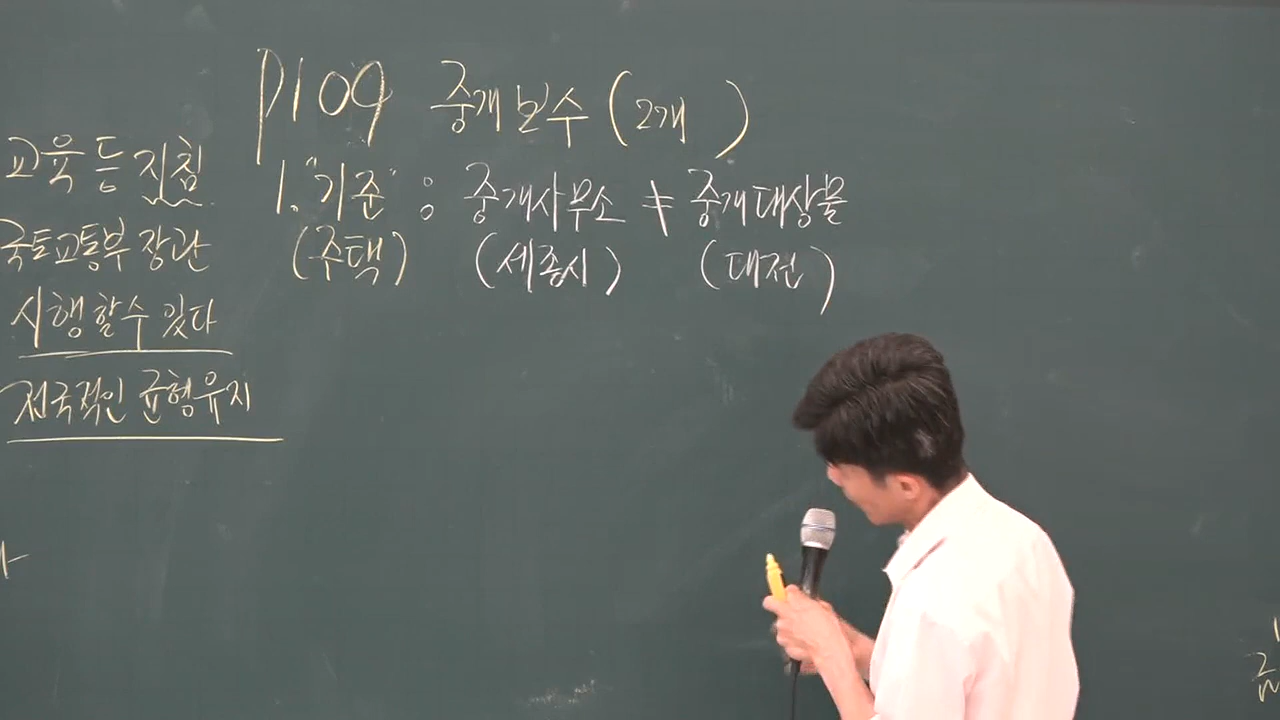 P109 중개보수 (2개 )
1. "기준" : 중개사무소 ≠ 중개대상물
(주택) (세종시) (대전)
교육 등 지침
국토교통부장관
시행할 수 있다
전국적인 균형유지